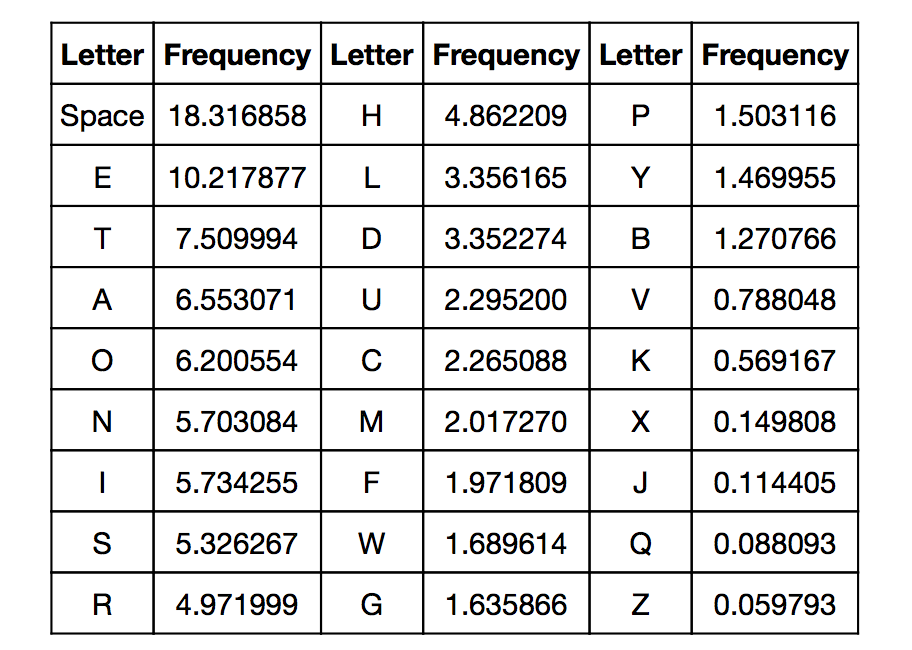 Letter Frequency Letter Frequency Letter Frequency
Space 18.316858 H 4.862209 P 1.503116
E 10.217877 L 3.356165 Y 1.469955
T 7.509994 D 3.352274 B 1.270766
A 6.553071 U 2.295200 V 0.788048
O 6.200554 C 2.265088 K 0.569167
N 5.703084 M 2.017270 X 0.149808
I 5.734255 F 1.971809 J 0.114405
S 5.326267 W 1.689614 Q 0.088093
R 4.971999 G 1.635866 Z 0.059793